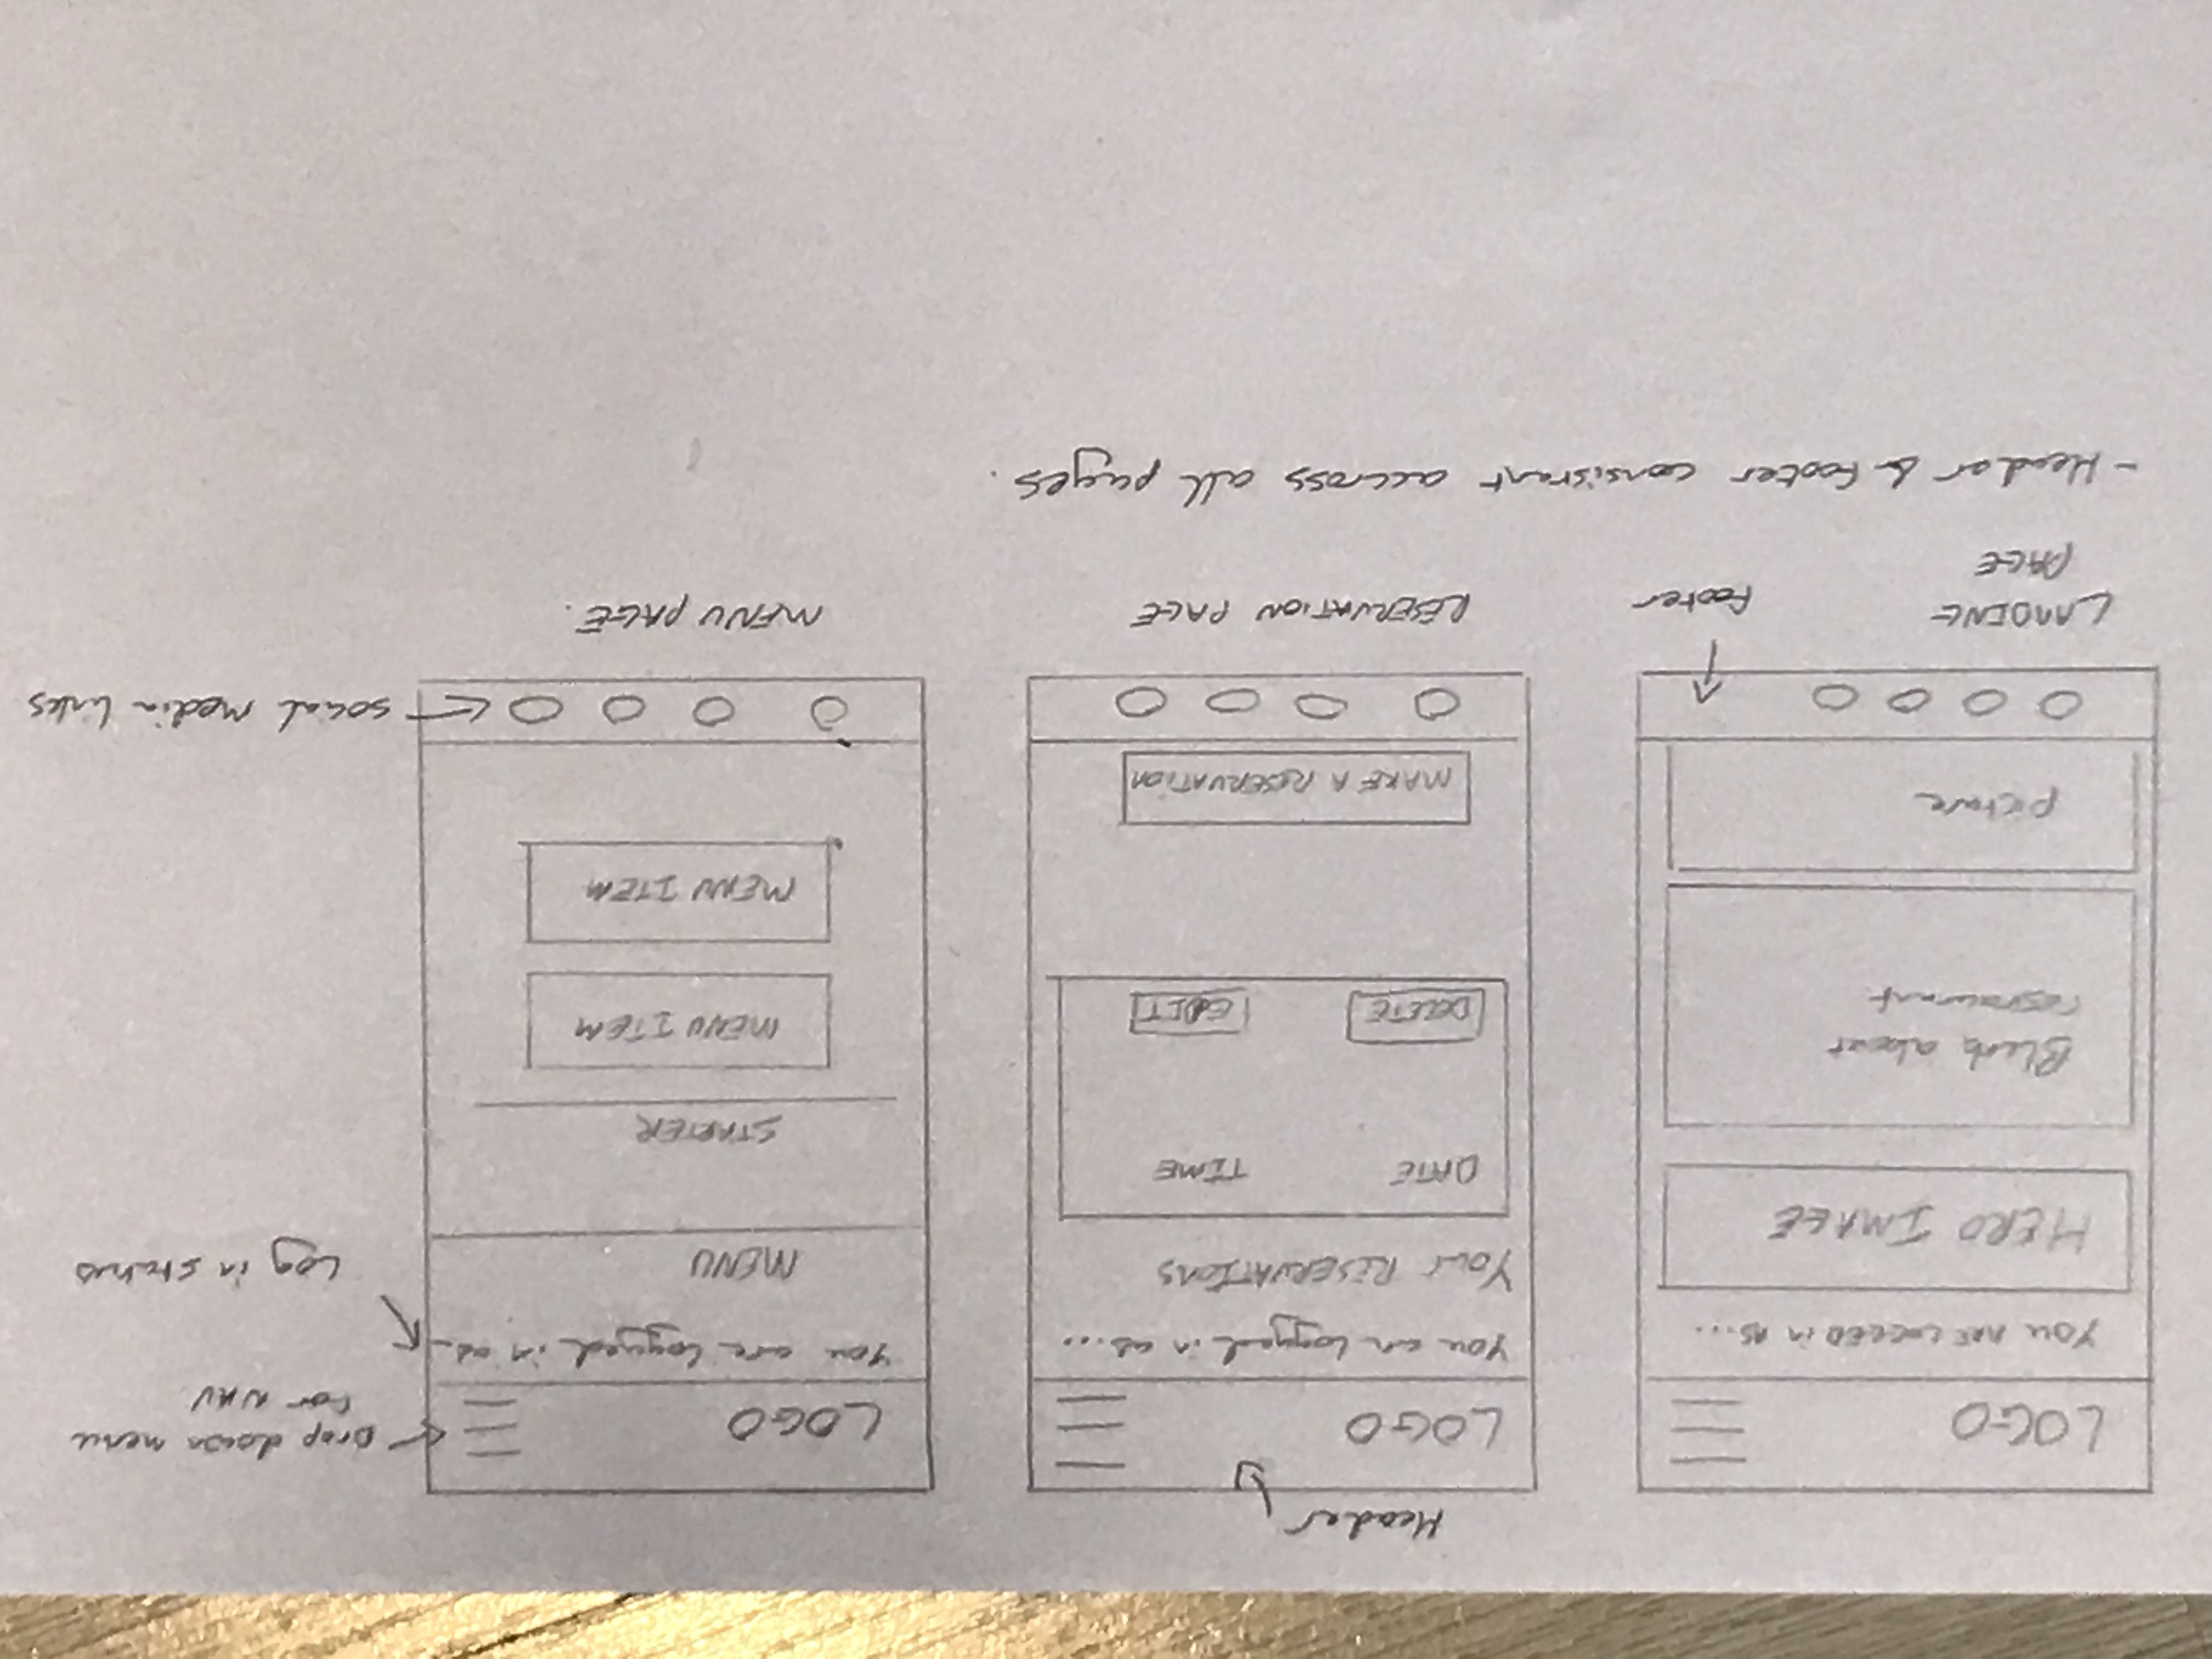 Header
LOGO
YOU ARE LOGGED IN AS...
HERO IMAGE
Blurb about
restaurant
Picture
LANDING
PAGE
footer
LOGO
You are logged in as...
Your RESERVATIONS
DATE TIME
DELETE EDIT
MAKE A RESERVATION
RESERVATION PAGE
LOGO
Drop down menu
for NAV
You are logged in as..
Log in status
MENU
STARTER
MENU ITEM
MENU ITEM
social media links
MENU PAGE.
- Header & footer consistant accross all pages.